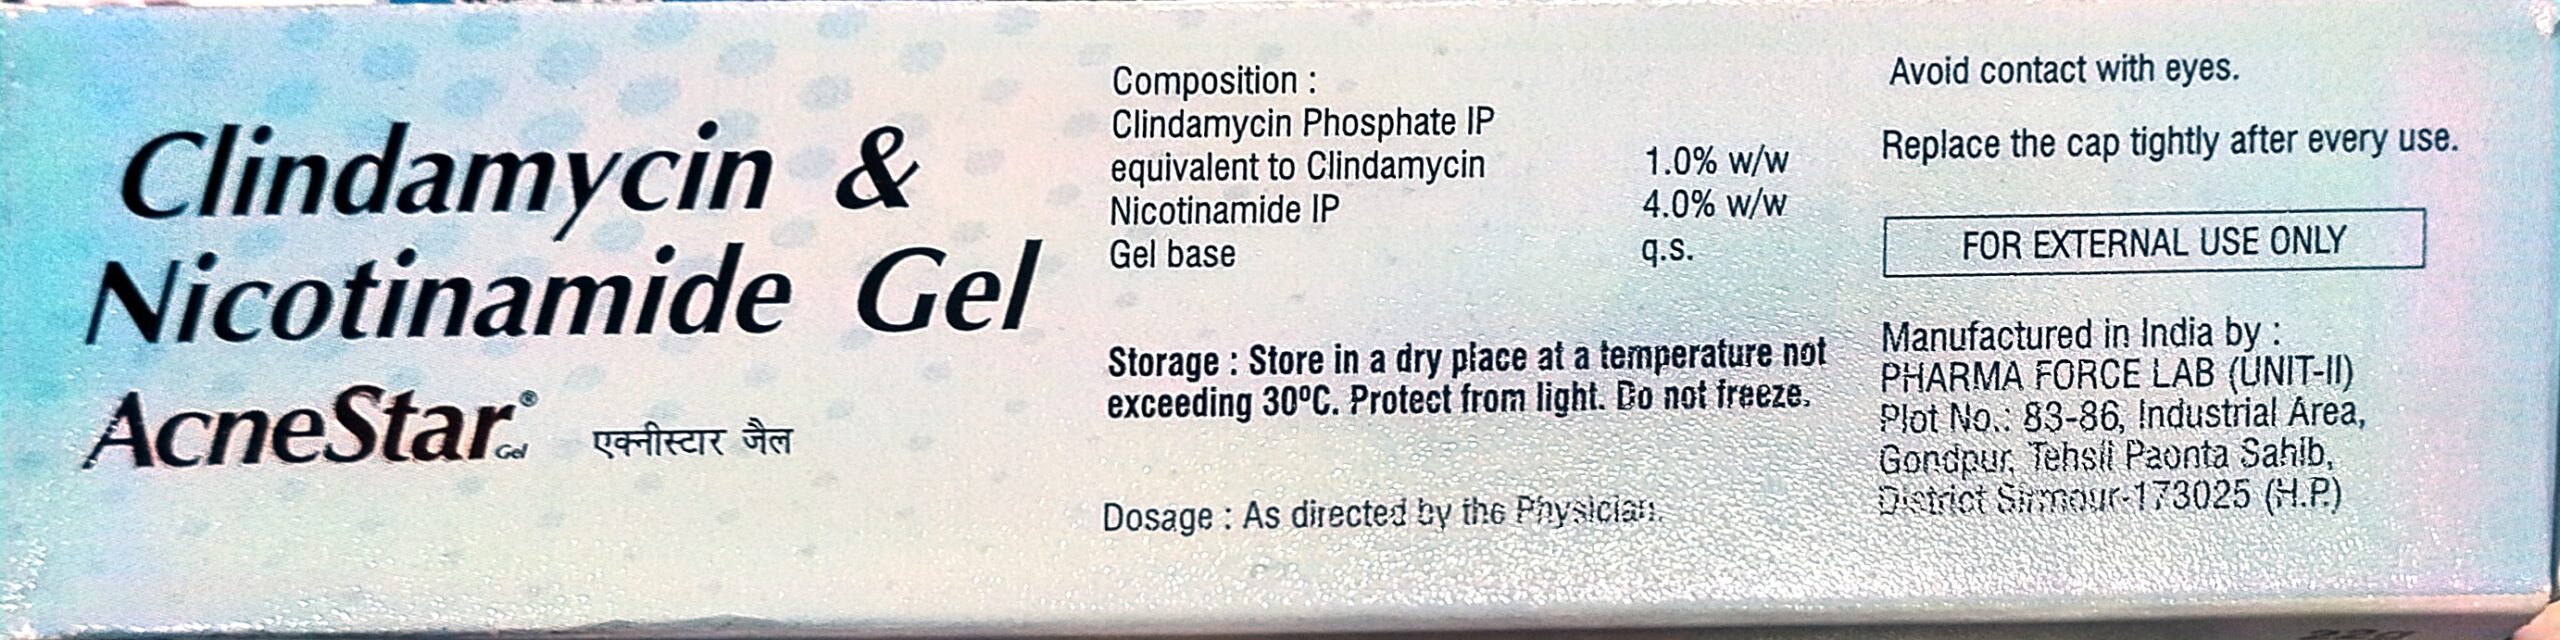 Clindamycin &
Nicotinamide Gel
AcneStar® Gel
एक्नीस्टार जैल
Composition :
Clindamycin Phosphate IP
equivalent to Clindamycin 1.0% w/w
Nicotinamide IP 4.0% w/w
Gel base q.s.
Storage : Store in a dry place at a temperature not
exceeding 30ºC. Protect from light. Do not freeze.
Dosage : As directed by the Physician.
Avoid contact with eyes.
Replace the cap tightly after every use.
FOR EXTERNAL USE ONLY
Manufactured in India by :
PHARMA FORCE LAB (UNIT-II)
Plot No.: 83-86, Industrial Area,
Gondpur, Tehsil Paonta Sahib,
District Sirmour-173025 (H.P.)